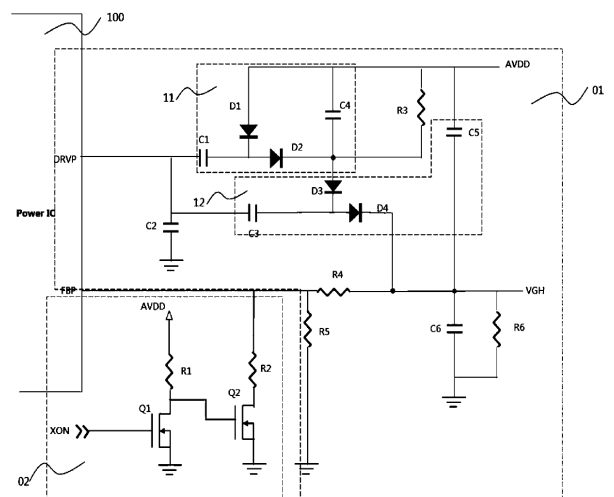 100
AVDD
01
11
C4
D1
R3
C5
C1
D2
DRVP
D3
12
D4
Power IC
C2
C3
R4
FBP
VGH
AVDD
C6
R5
R6
R1
R2
Q1
Q2
XON
02